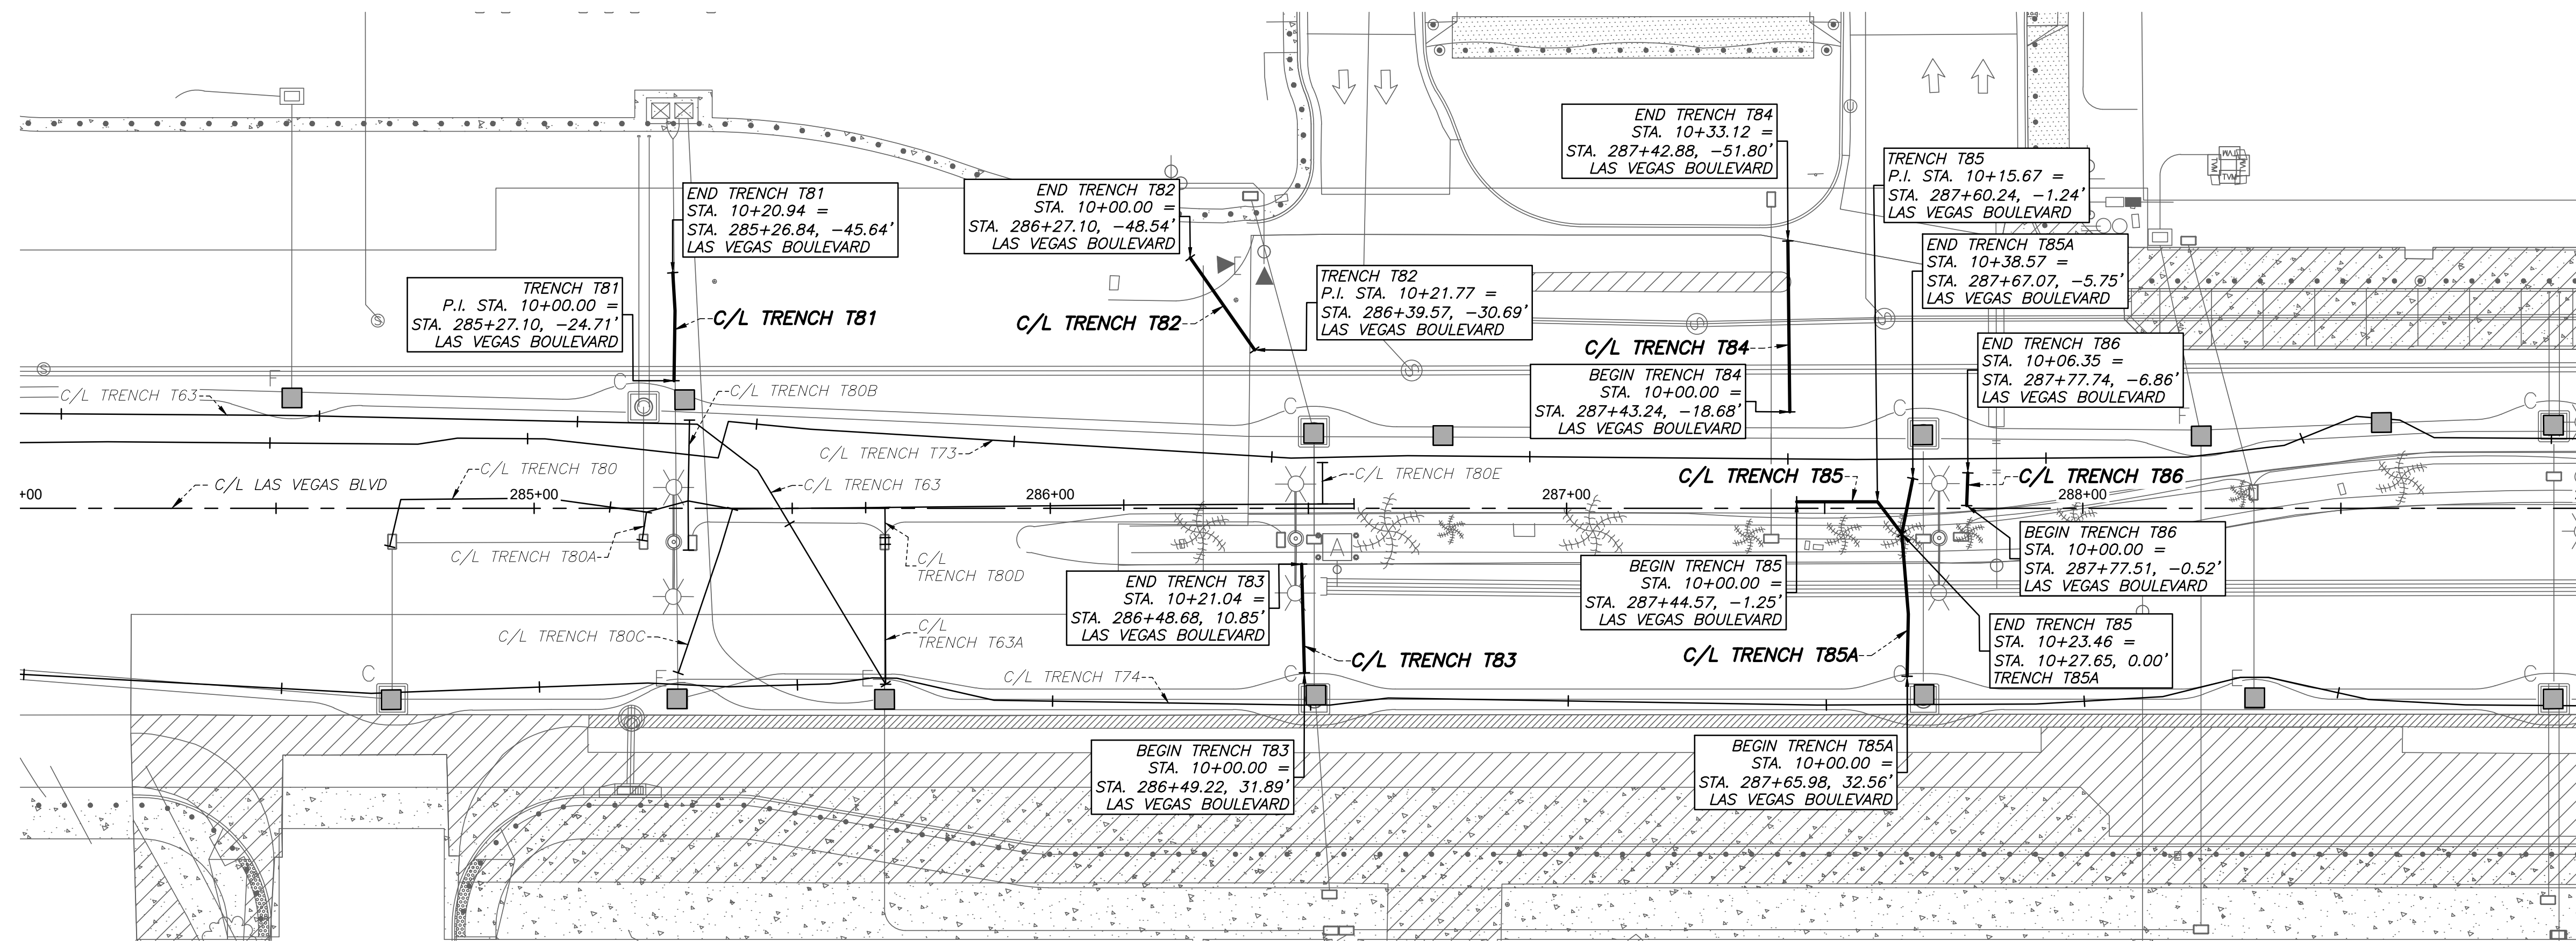 END TRENCH T84
STA. 10+33.12 =
STA. 287+42.88, -51.80'
LAS VEGAS BOULEVARD
TRENCH T85
P.I. STA. 10+15.67 =
STA. 287+60.24, -1.24'
LAS VEGAS BOULEVARD
TVM
TVM
TVM
TVM
END TRENCH T81
STA. 10+20.94 =
STA. 285+26.84, -45.64'
LAS VEGAS BOULEVARD
END TRENCH T82
STA. 10+00.00 =
STA. 286+27.10, -48.54'
LAS VEGAS BOULEVARD
END TRENCH T85A
STA. 10+38.57 =
STA. 287+67.07, -5.75'
LAS VEGAS BOULEVARD
TRENCH T81
P.I. STA. 10+00.00 =
STA. 285+27.10, -24.71'
LAS VEGAS BOULEVARD
C/L TRENCH T81
C/L TRENCH T82
TRENCH T82
P.I. STA. 10+21.77 =
STA. 286+39.57, -30.69'
LAS VEGAS BOULEVARD
C/L TRENCH T84
END TRENCH T86
STA. 10+06.35 =
STA. 287+77.74, -6.86'
LAS VEGAS BOULEVARD
BEGIN TRENCH T84
STA. 10+00.00 =
STA. 287+43.24, -18.68'
LAS VEGAS BOULEVARD
C/L TRENCH T63
C/L TRENCH T80B
C/L TRENCH T73
C/L TRENCH T80
C/L TRENCH T63
C/L TRENCH T80E
C/L TRENCH T85
C/L TRENCH T86
C/L LAS VEGAS BLVD
+00
285+00
286+00
287+00
288+00
C/L TRENCH T80A
C/L
TRENCH T80D
A
BEGIN TRENCH T86
STA. 10+00.00 =
STA. 287+77.51, -0.52'
LAS VEGAS BOULEVARD
END TRENCH T83
STA. 10+21.04 =
STA. 286+48.68, 10.85'
LAS VEGAS BOULEVARD
BEGIN TRENCH T85
STA. 10+00.00 =
STA. 287+44.57, -1.25'
LAS VEGAS BOULEVARD
C/L TRENCH T80C
C/L
TRENCH T63A
C/L TRENCH T83
C/L TRENCH T85A
END TRENCH T85
STA. 10+23.46 =
STA. 10+27.65, 0.00'
TRENCH T85A
C/L TRENCH T74
BEGIN TRENCH T83
STA. 10+00.00 =
STA. 286+49.22, 31.89'
LAS VEGAS BOULEVARD
BEGIN TRENCH T85A
STA. 10+00.00 =
STA. 287+65.98, 32.56'
LAS VEGAS BOULEVARD